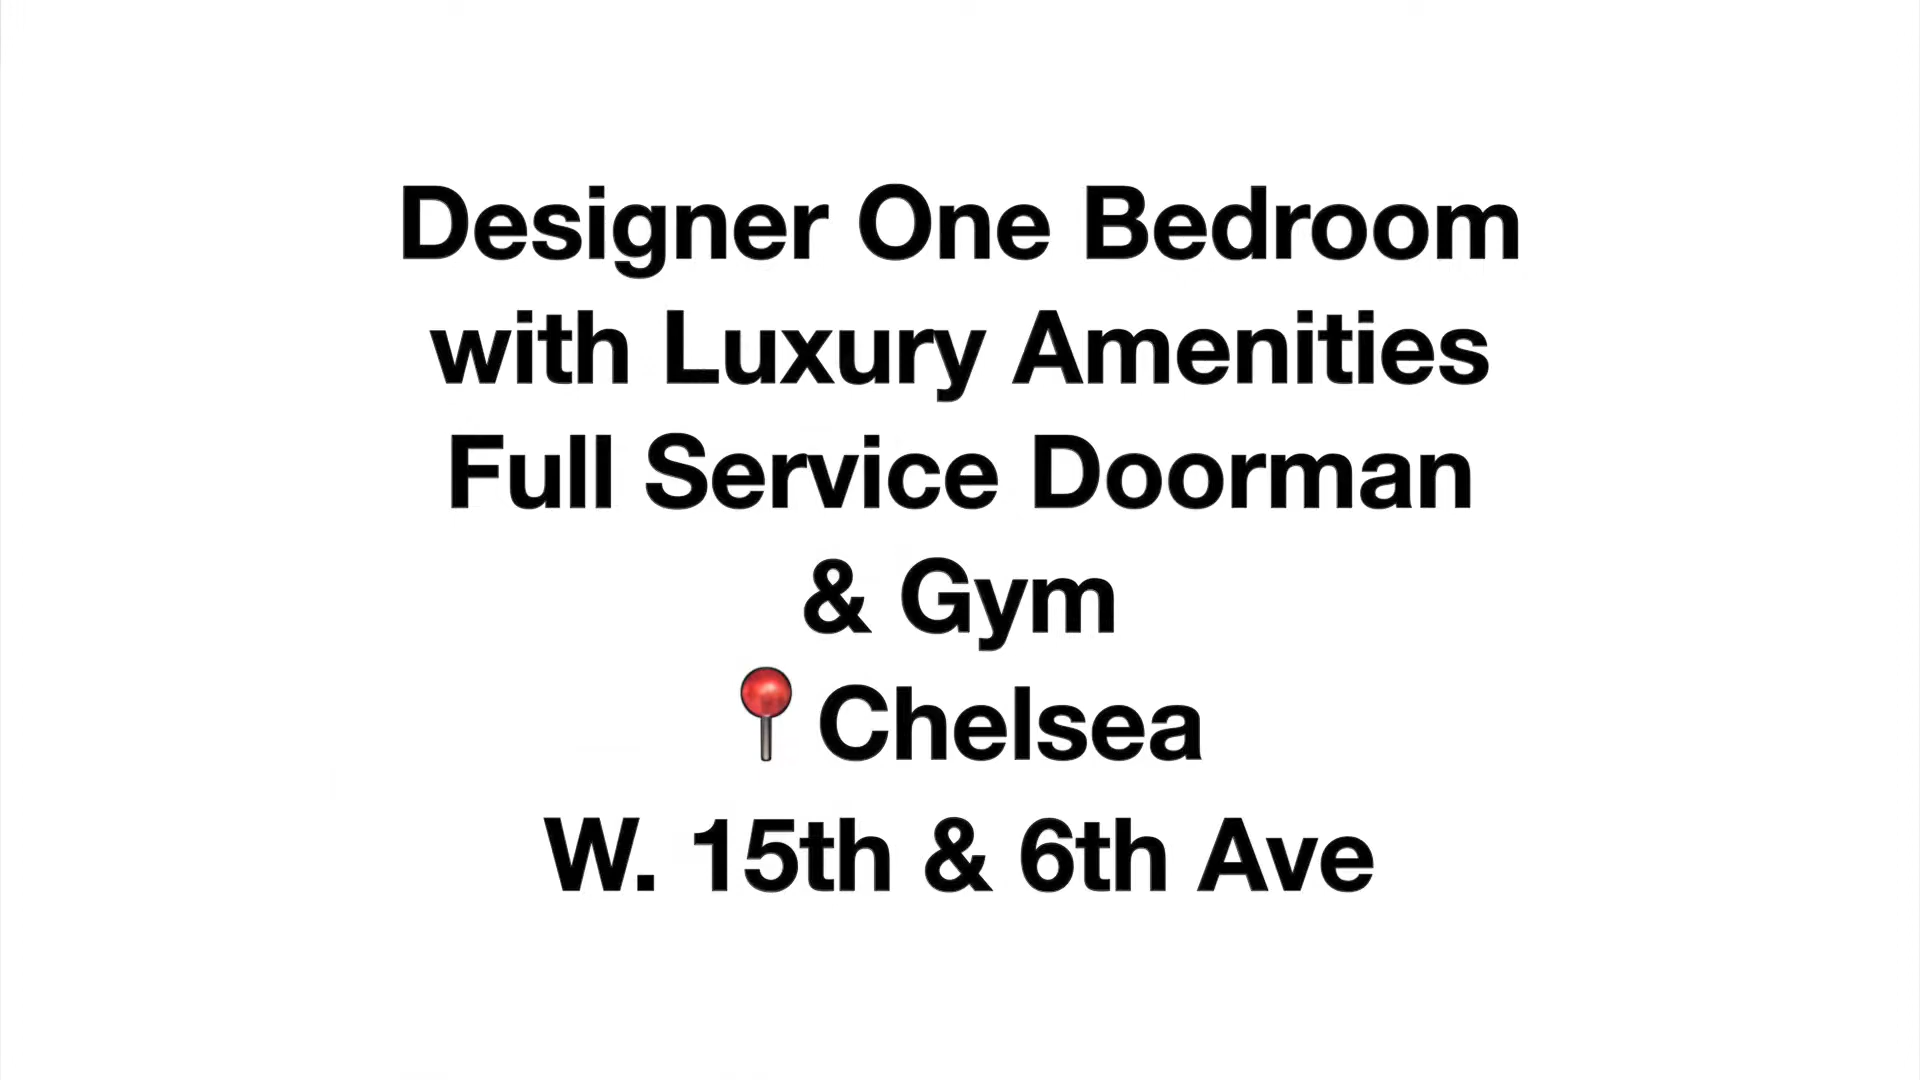 Designer One Bedroom
with Luxury Amenities
Full Service Doorman
& Gym
📍Chelsea
W. 15th & 6th Ave